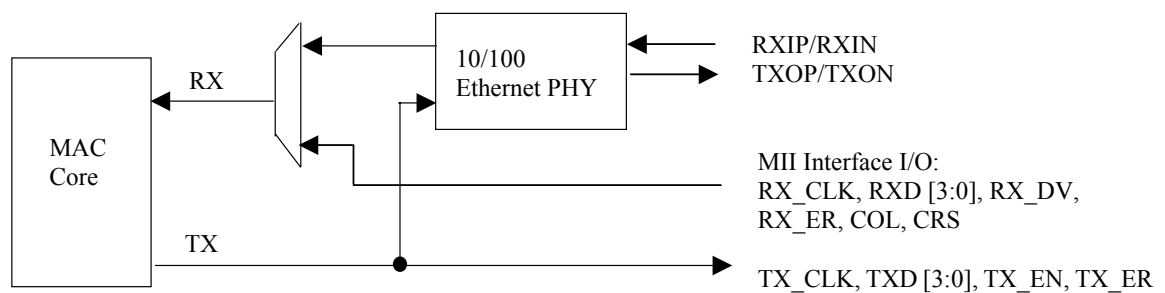 10/100
Ethernet PHY
RXIP/RXIN
TXOP/TXON
RX
MAC
Core
MII Interface I/O:
RX_CLK, RXD [3:0], RX_DV,
RX_ER, COL, CRS
TX
TX_CLK, TXD [3:0], TX_EN, TX_ER